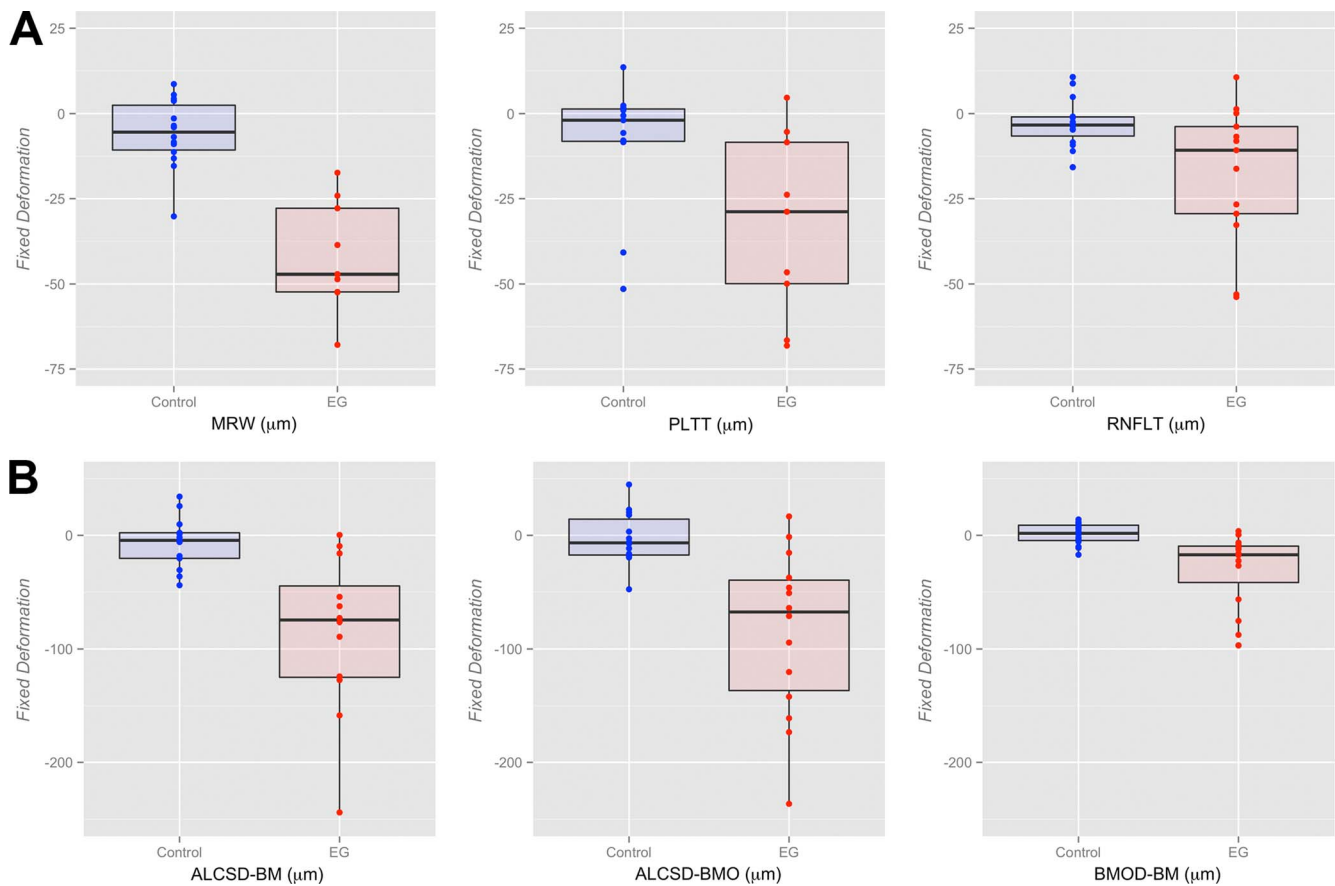 A
25
0
-25
-50
-75
Fixed Deformation
Control
EG
MRW (μm)
25
0
-25
-50
-75
Fixed Deformation
Control
EG
PLTT (μm)
25
0
-25
-50
-75
Fixed Deformation
Control
EG
RNFLT (μm)
B
0
-100
-200
Fixed Deformation
Control
EG
ALCSD-BM (μm)
0
-100
-200
Fixed Deformation
Control
EG
ALCSD-BMO (μm)
0
-100
-200
Fixed Deformation
Control
EG
BMOD-BM (μm)